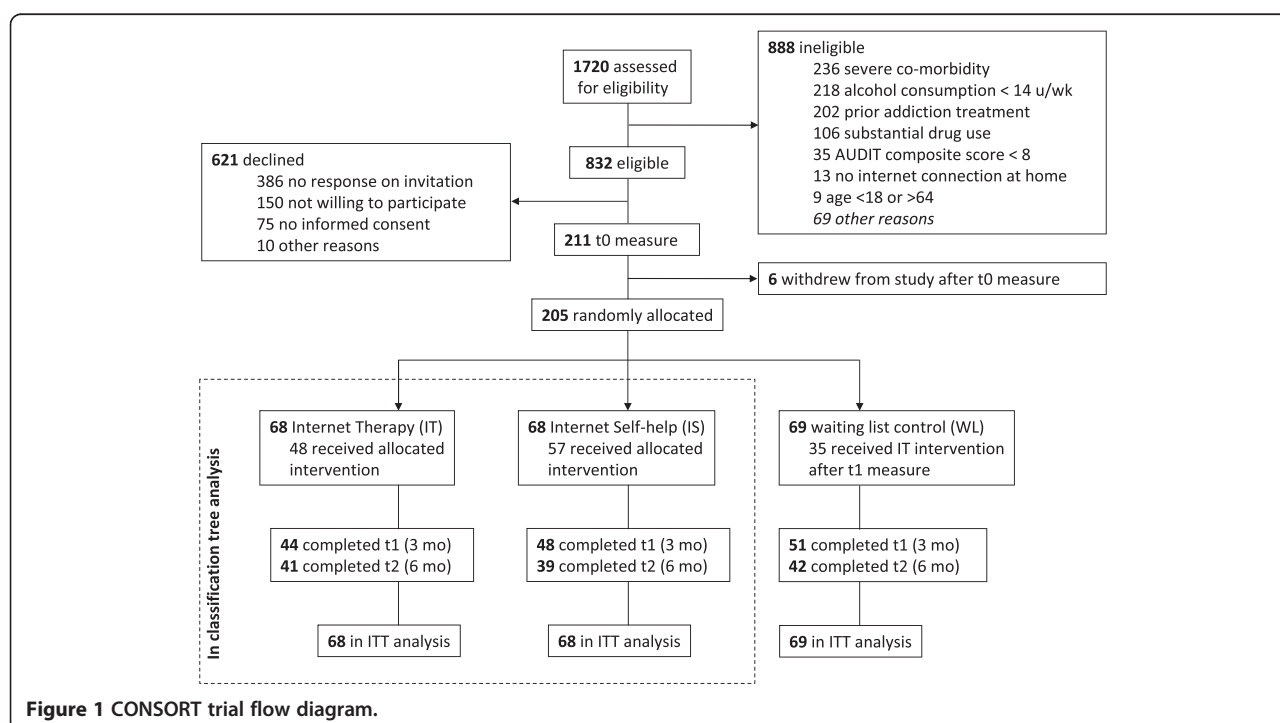 1720 assessed
for eligibility
888 ineligible
236 severe co-morbidity
218 alcohol consumption < 14 u/wk
202 prior addiction treatment
106 substantial drug use
35 AUDIT composite score < 8
13 no internet connection at home
9 age <18 or >64
69 other reasons
832 eligible
621 declined
386 no response on invitation
150 not willing to participate
75 no informed consent
10 other reasons
211 t0 measure
6 withdrew from study after t0 measure
205 randomly allocated
In classification tree analysis
68 Internet Therapy (IT)
48 received allocated
intervention
68 Internet Self-help (IS)
57 received allocated
intervention
69 waiting list control (WL)
35 received IT intervention
after t1 measure
44 completed t1 (3 mo)
41 completed t2 (6 mo)
48 completed t1 (3 mo)
39 completed t2 (6 mo)
51 completed t1 (3 mo)
42 completed t2 (6 mo)
68 in ITT analysis
68 in ITT analysis
69 in ITT analysis
Figure 1 CONSORT trial flow diagram.